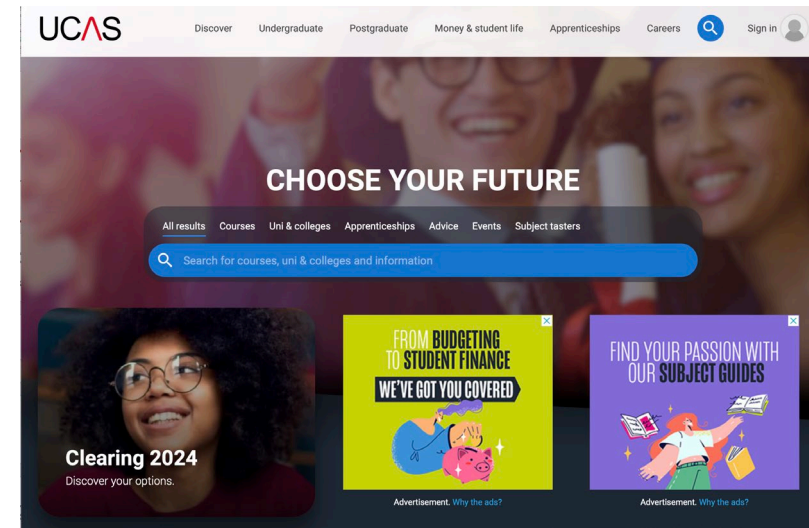 UCAS
Discover Undergraduate Postgraduate Money & student life Apprenticeships Careers Sign in
CHOOSE YOUR FUTURE
All results Courses Uni & colleges Apprenticeships Advice Events Subject tasters
Search for courses, uni & colleges and information
Clearing 2024
Discover your options.
FROM BUDGETING
TO STUDENT FINANCE
WE'VE GOT YOU COVERED
Advertisement. Why the ads?
FIND YOUR PASSION WITH
OUR SUBJECT GUIDES
Advertisement. Why the ads?